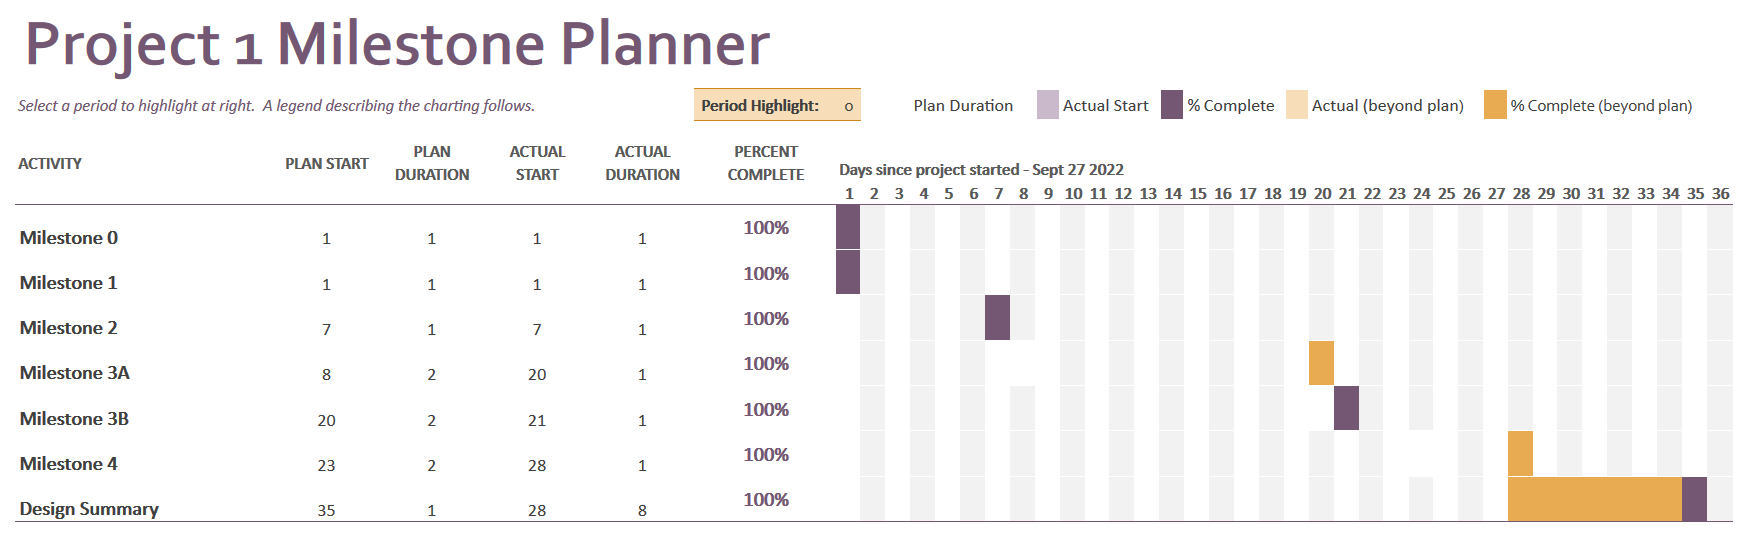 Project 1 Milestone Planner
Select a period to highlight at right.  A legend describing the charting follows.
Period Highlight: 0
Plan Duration
Actual Start
% Complete
Actual (beyond plan)
% Complete (beyond plan)
ACTIVITY
PLAN START
PLAN
DURATION
ACTUAL
START
ACTUAL
DURATION
PERCENT
COMPLETE
Days since project started - Sept 27 2022
1 2 3 4 5 6 7 8 9 10 11 12 13 14 15 16 17 18 19 20 21 22 23 24 25 26 27 28 29 30 31 32 33 34 35 36
Milestone 0 1 1 1 1 100%
Milestone 1 1 1 1 1 100%
Milestone 2 7 1 7 1 100%
Milestone 3A 8 2 20 1 100%
Milestone 3B 20 2 21 1 100%
Milestone 4 23 2 28 1 100%
Design Summary 35 1 28 8 100%